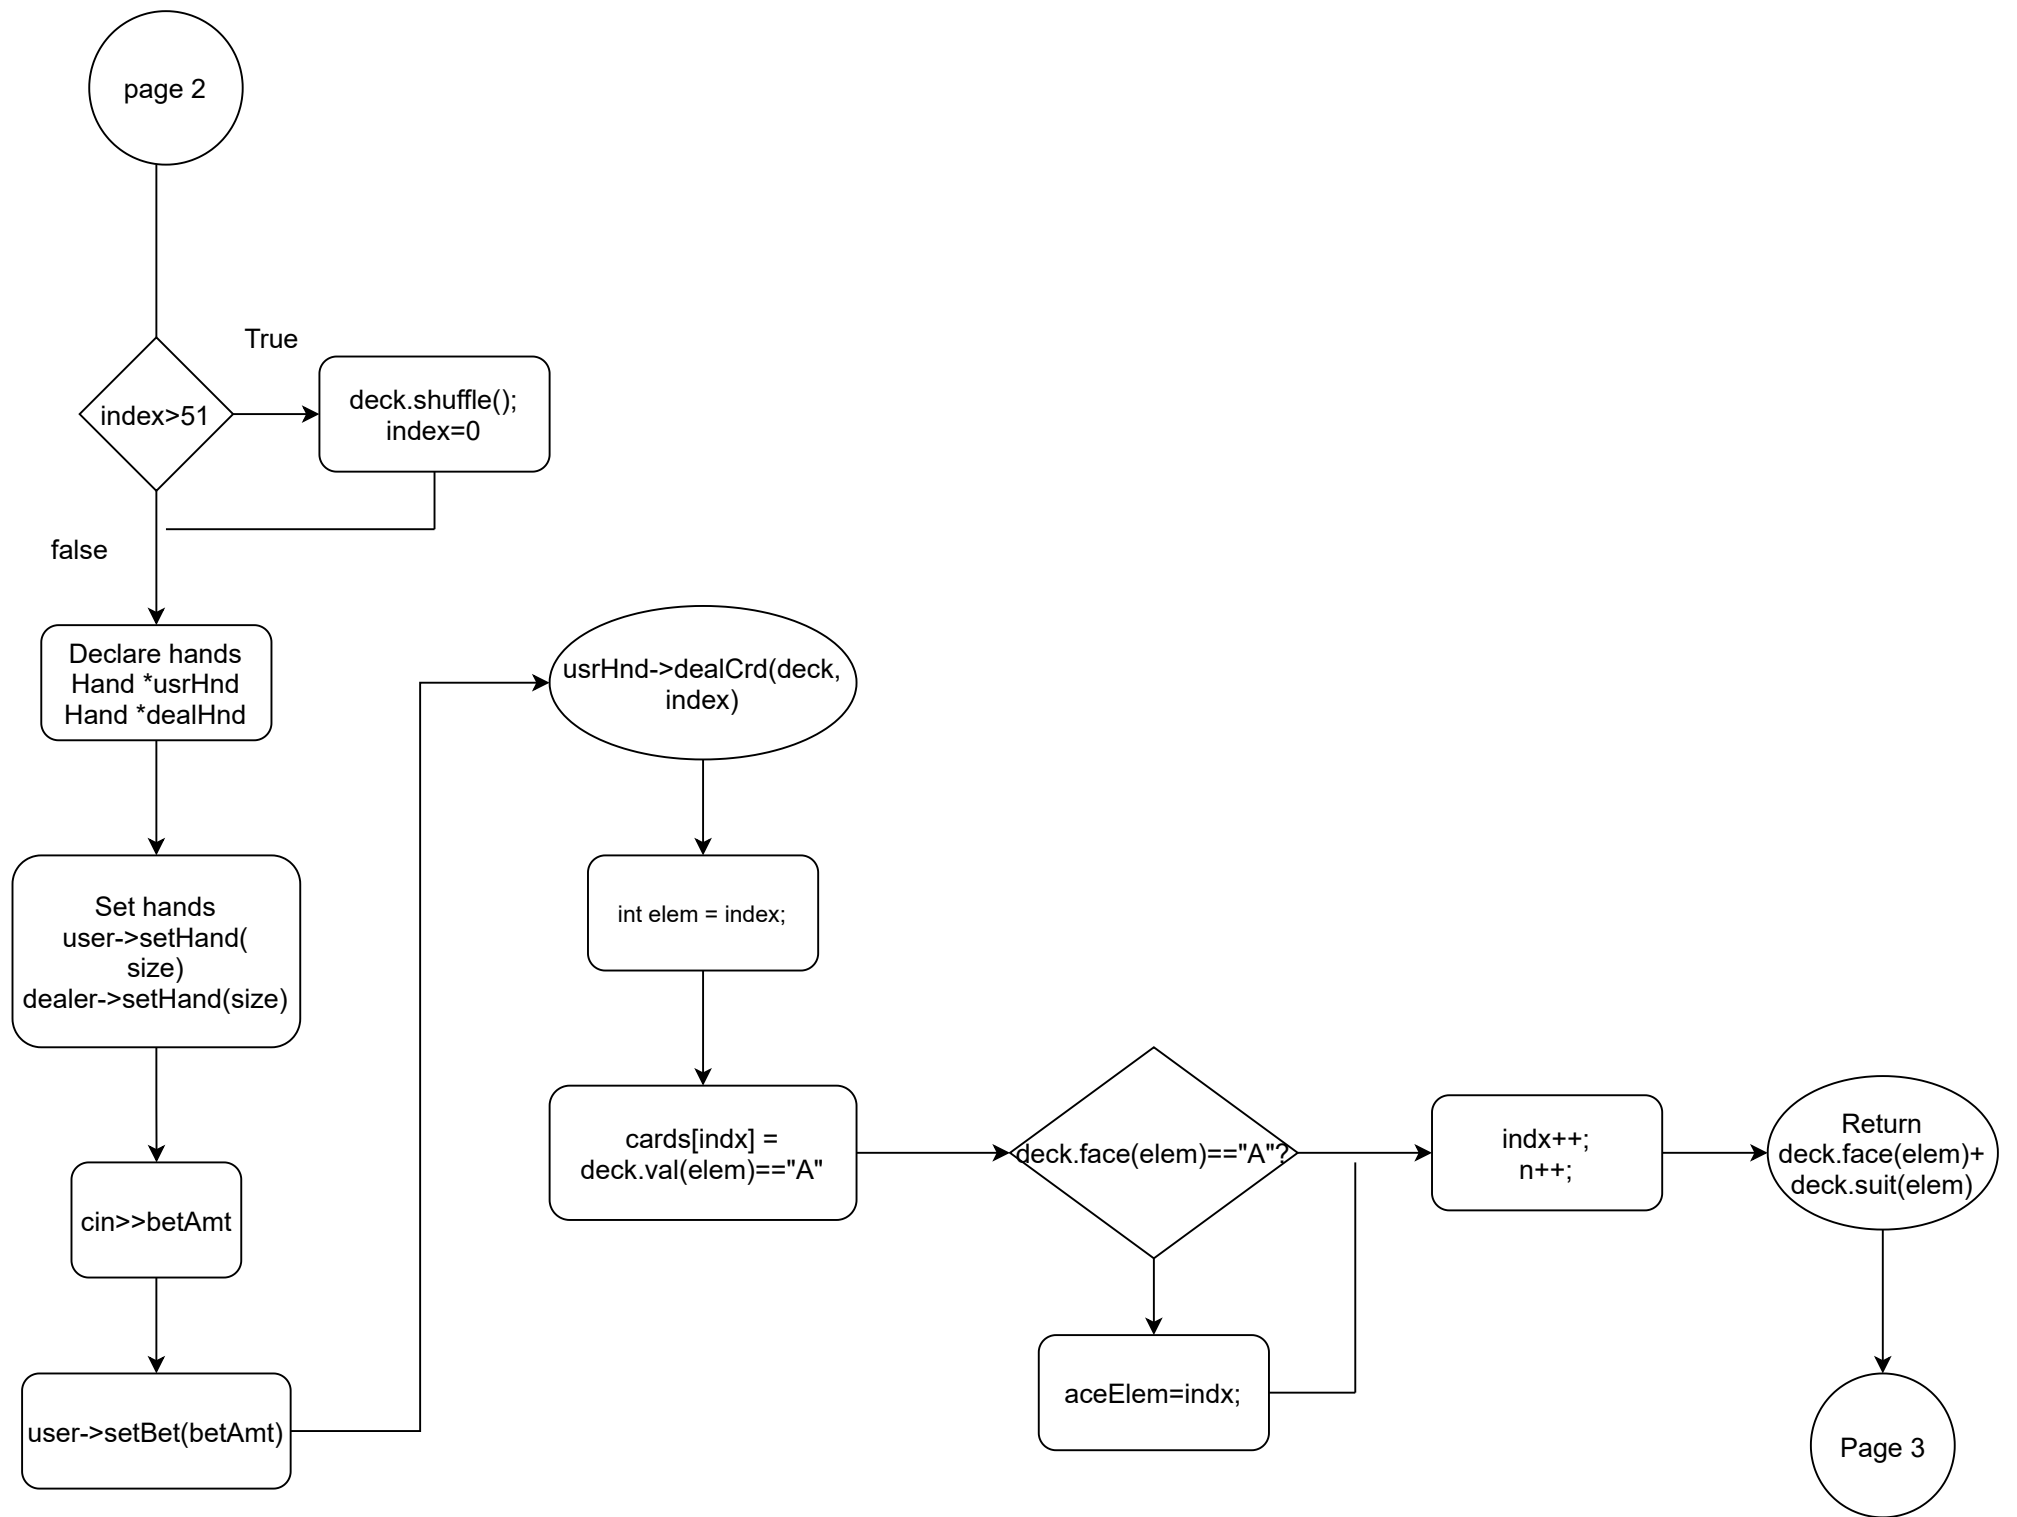 page 2
True
index>51
deck.shuffle();
index=0
false
Declare hands
Hand *usrHnd
Hand *dealHnd
Set hands
user->setHand(
size)
dealer->setHand(size)
cin>>betAmt
user->setBet(betAmt)
usrHnd->dealCrd(deck,
index)
int elem = index;
cards[indx] =
deck.val(elem)=="A"
deck.face(elem)=="A"?
aceElem=indx;
indx++;
n++;
Return
deck.face(elem)+
deck.suit(elem)
Page 3